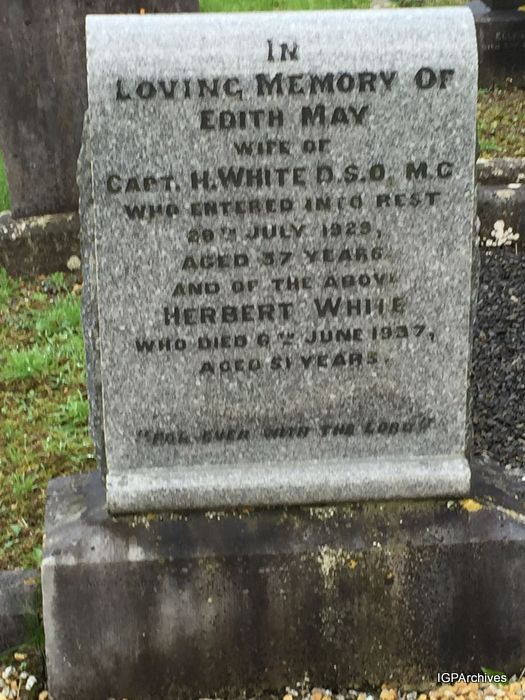 IN
LOVING MEMORY OF
EDITH MAY
WIFE OF
CAPT. H. WHITE D.S.O, M.C
WHO ENTERED INTO REST
29TH JULY 1929,
AGED 37 YEARS.
AND OF THE ABOVE
HERBERT WHITE
WHO DIED 6TH JUNE 1937,
AGED 51 YEARS.
"FOR EVER WITH THE LORD"
IGPArchives